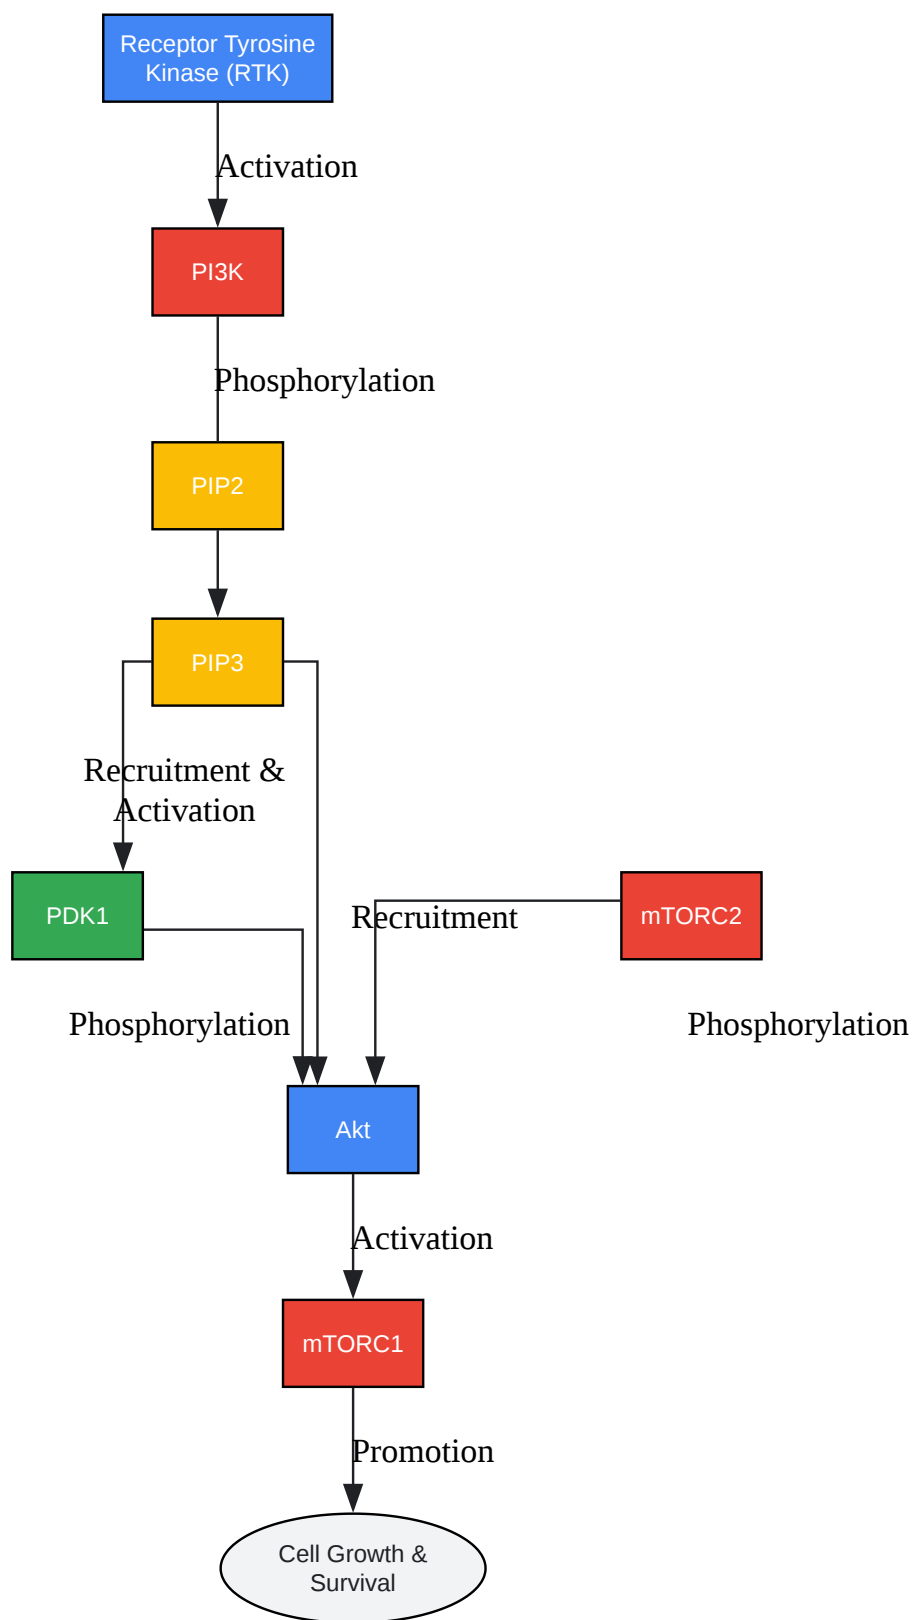 Receptor Tyrosine
Kinase (RTK)
Activation
PI3K
Phosphorylation
PIP2
PIP3
Recruitment &
Activation
PDK1
Recruitment
mTORC2
Phosphorylation
Phosphorylation
Akt
Activation
mTORC1
Promotion
Cell Growth &
Survival